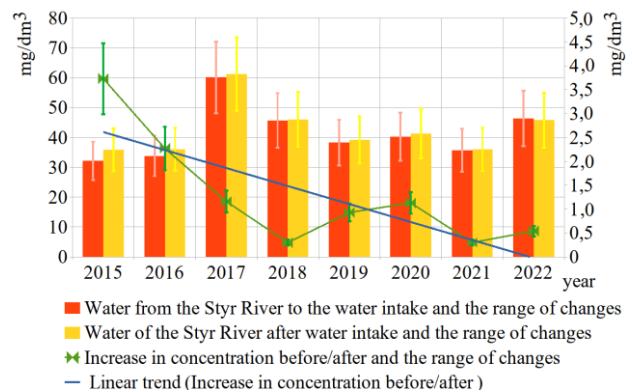 mg/dm3
80
70
60
50
40
30
20
10
0
5,0
4,5
4,0
3,5
3,0
2,5
2,0
1,5
1,0
0,5
0,0
mg/dm3
2015 2016 2017 2018 2019 2020 2021 2022 year
Water from the Styr River to the water intake and the range of changes
Water of the Styr River after water intake and the range of changes
Increase in concentration before/after and the range of changes
Linear trend (Increase in concentration before/after )